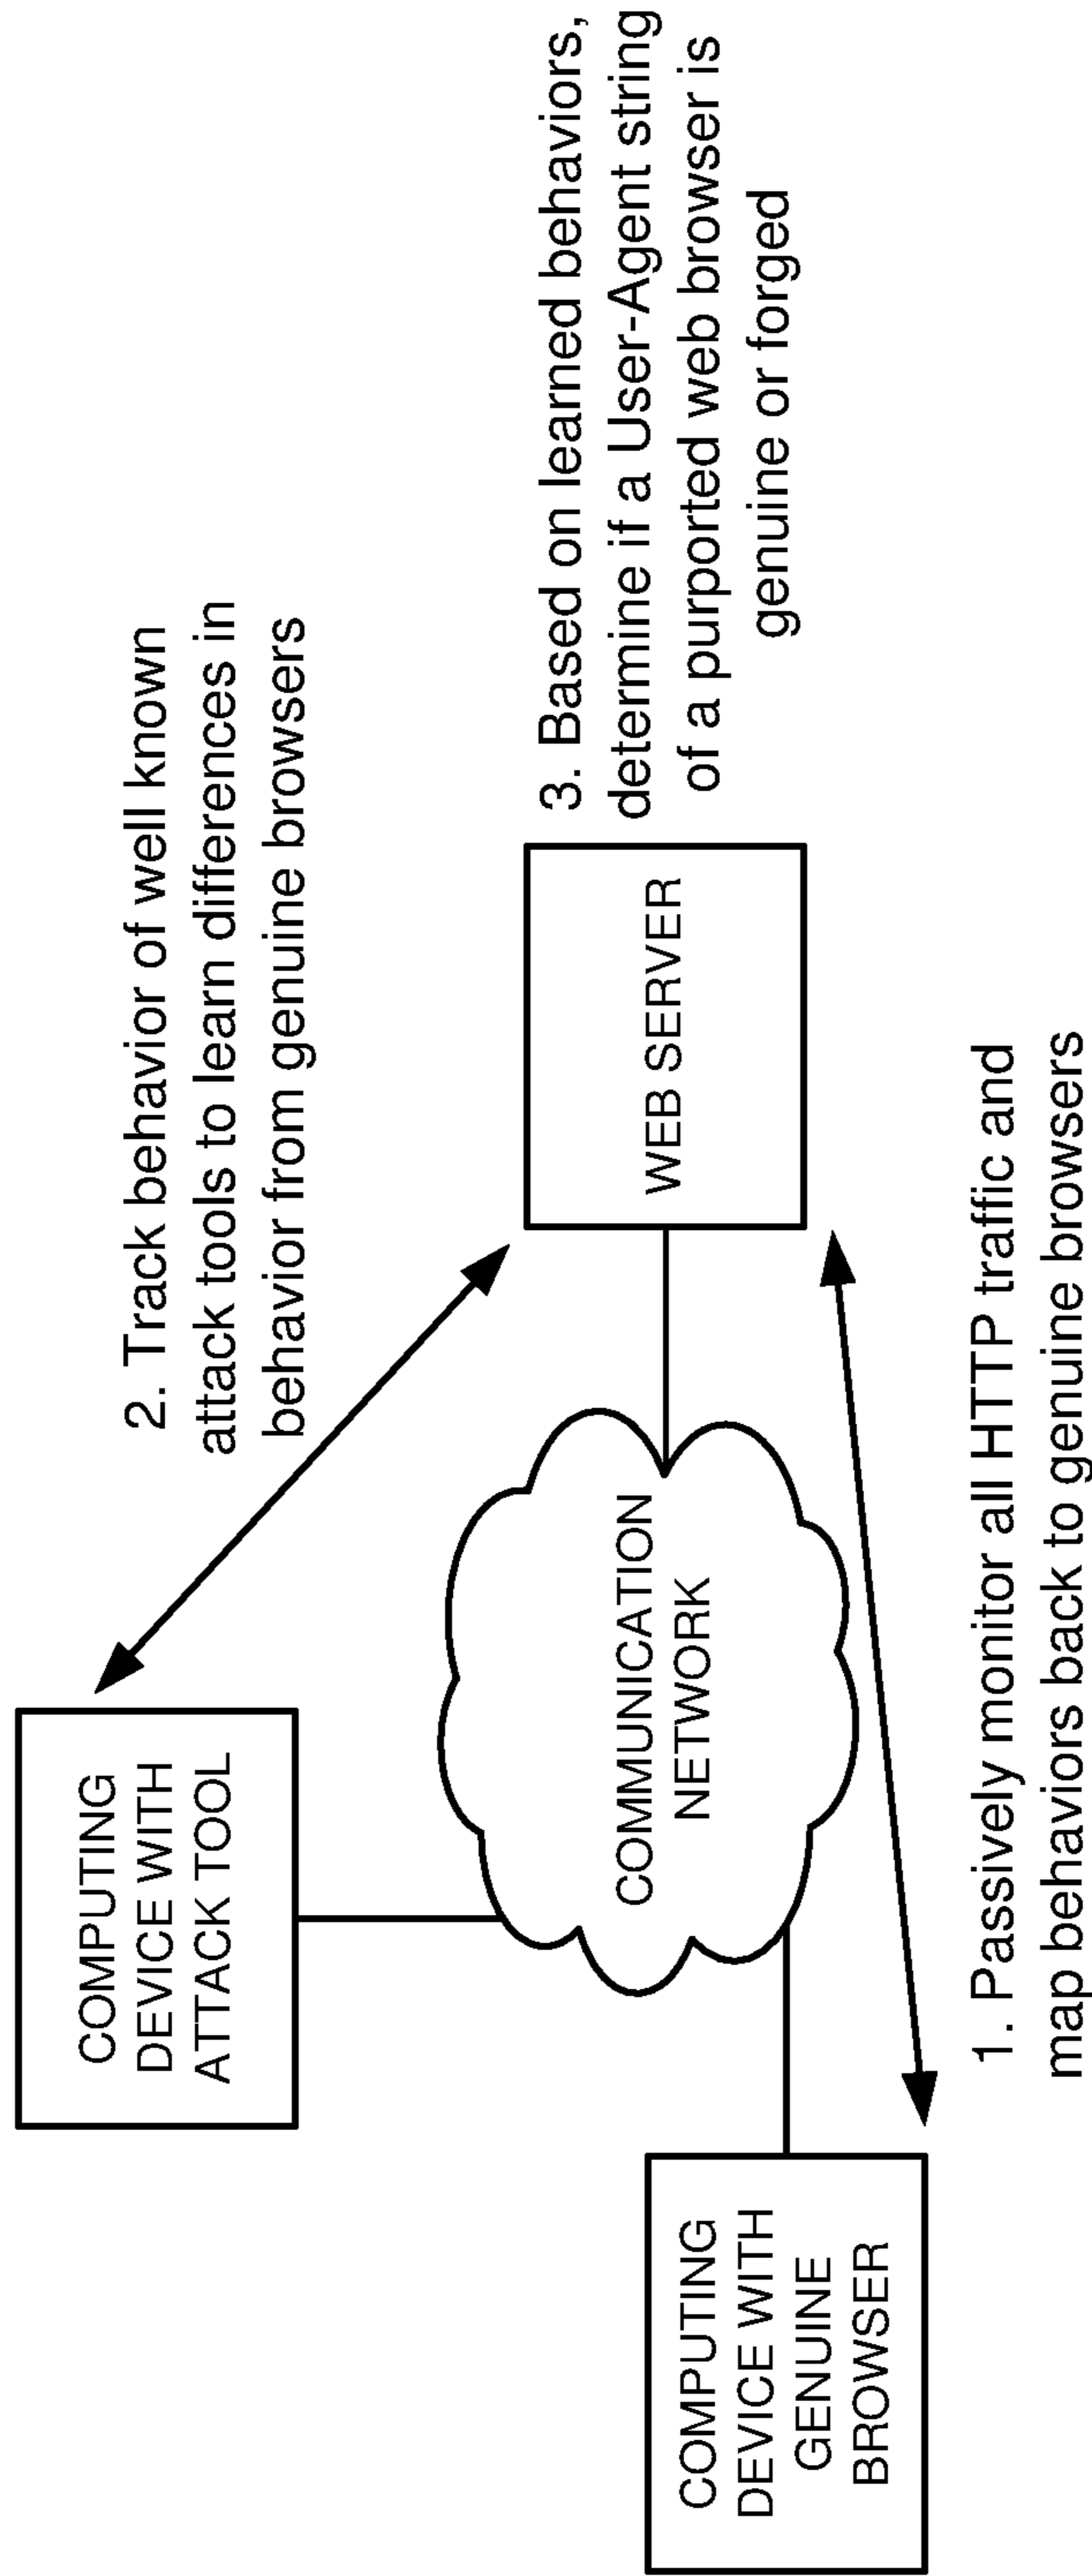 2. Track behavior of well known
attack tools to learn differences in
behavior from genuine browsers
COMPUTING
DEVICE WITH
ATTACK TOOL
COMMUNICATION
NETWORK
WEB SERVER
3. Based on learned behaviors,
determine if a User-Agent string
of a purported web browser is
genuine or forged
COMPUTING
DEVICE WITH
GENUINE
BROWSER
1. Passively monitor all HTTP traffic and
map behaviors back to genuine browsers